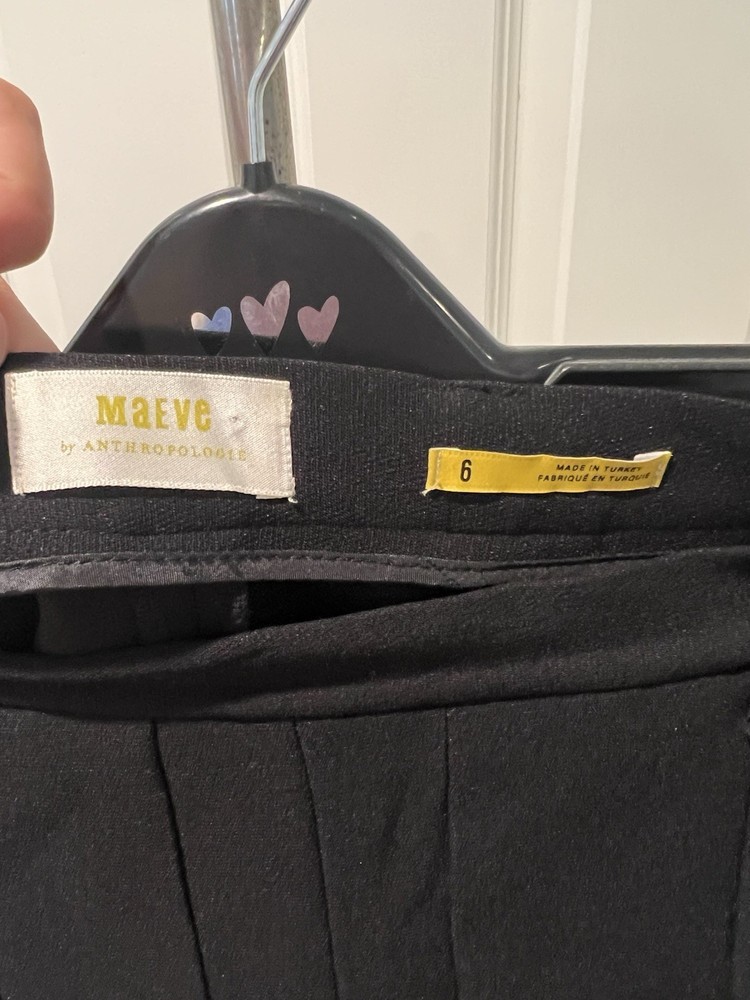 MaEVe
by ANTHROPOLOGIE
6
MADE IN TURKEY
FABRIQUÉ EN TURQUIE